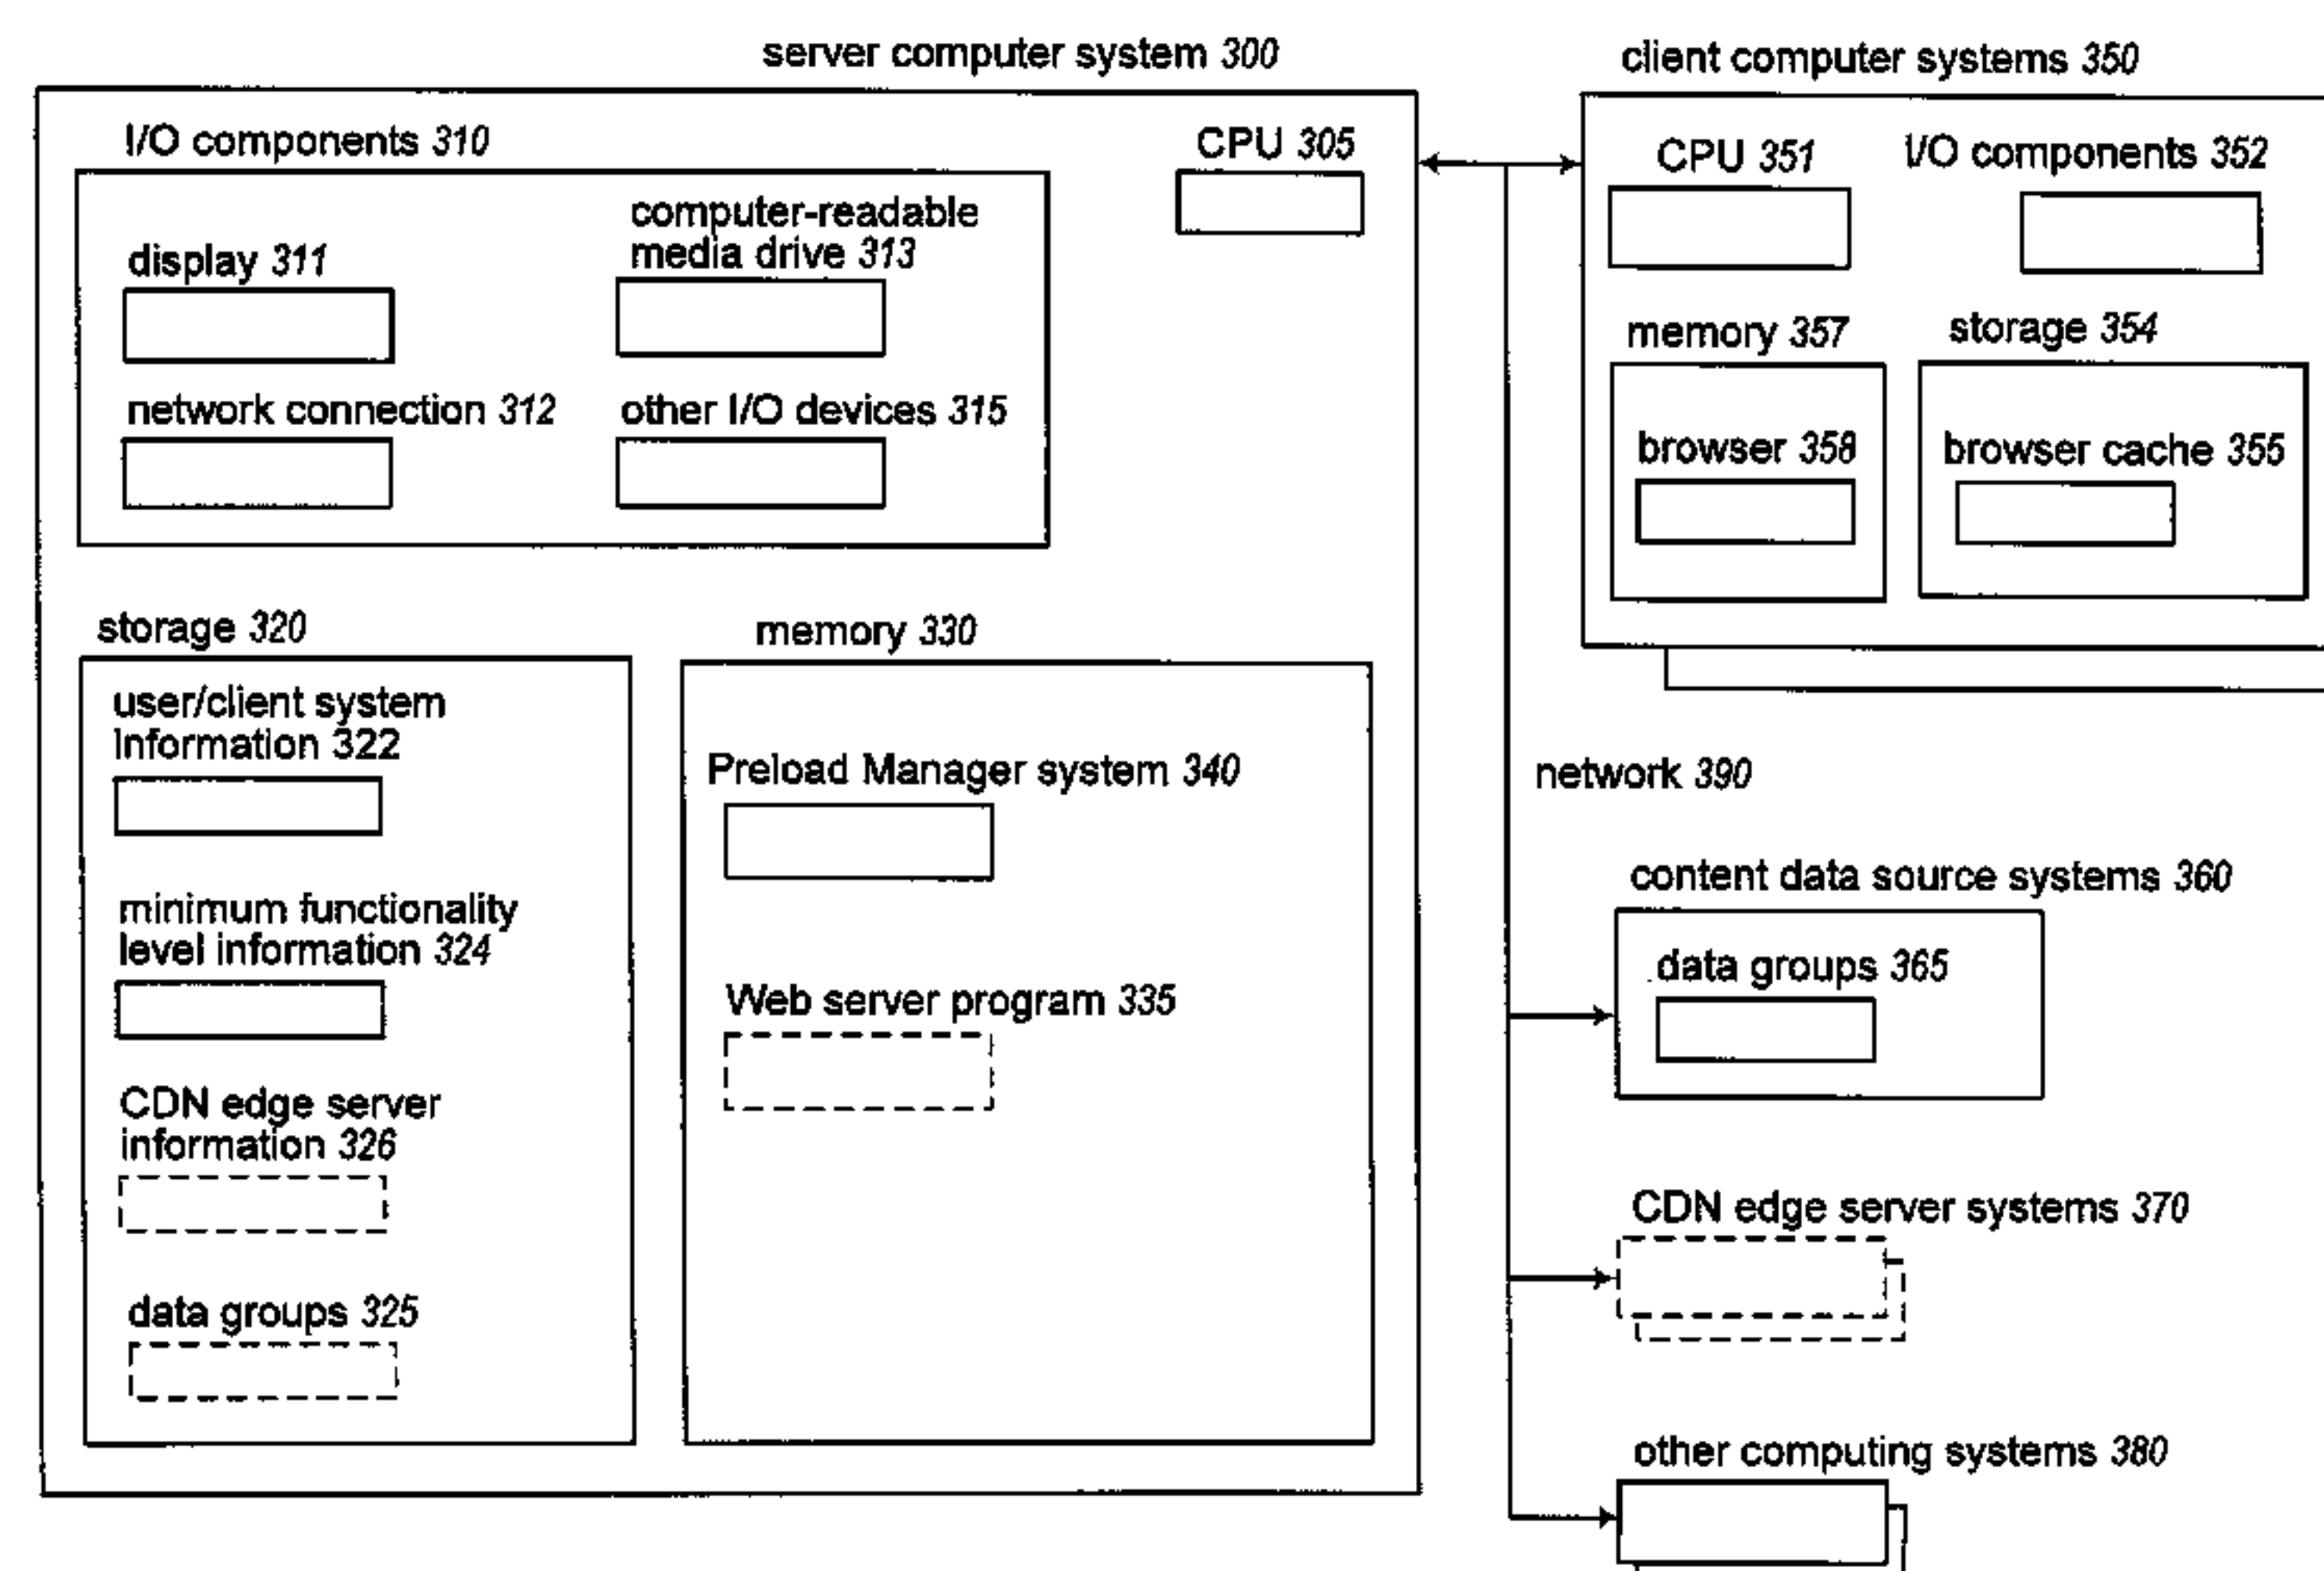 server computer system 300
I/O components 310
CPU 305
computer-readable
media drive 313
display 311
network connection 312
other I/O devices 315
storage 320
user/client system
information 322
minimum functionality
level information 324
CDN edge server
information 326
data groups 325
memory 330
Preload Manager system 340
Web server program 335
client computer systems 350
CPU 351
I/O components 352
memory 357
storage 354
browser 358
browser cache 355
network 390
content data source systems 360
data groups 365
CDN edge server systems 370
other computing systems 380